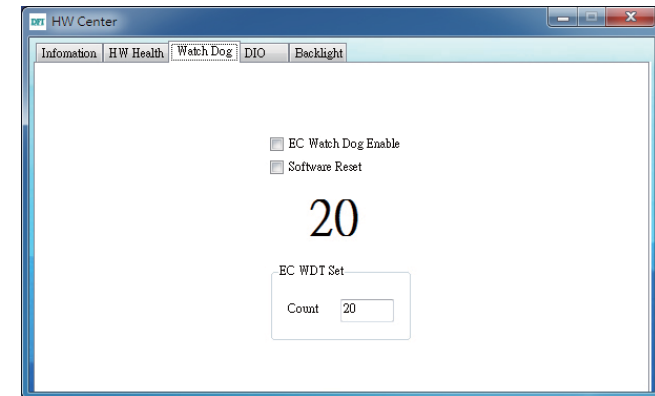 DFI HW Center
Infomation HW Health Watch Dog DIO Backlight
EC Watch Dog Enable
Software Reset
20
EC WDT Set
Count 20